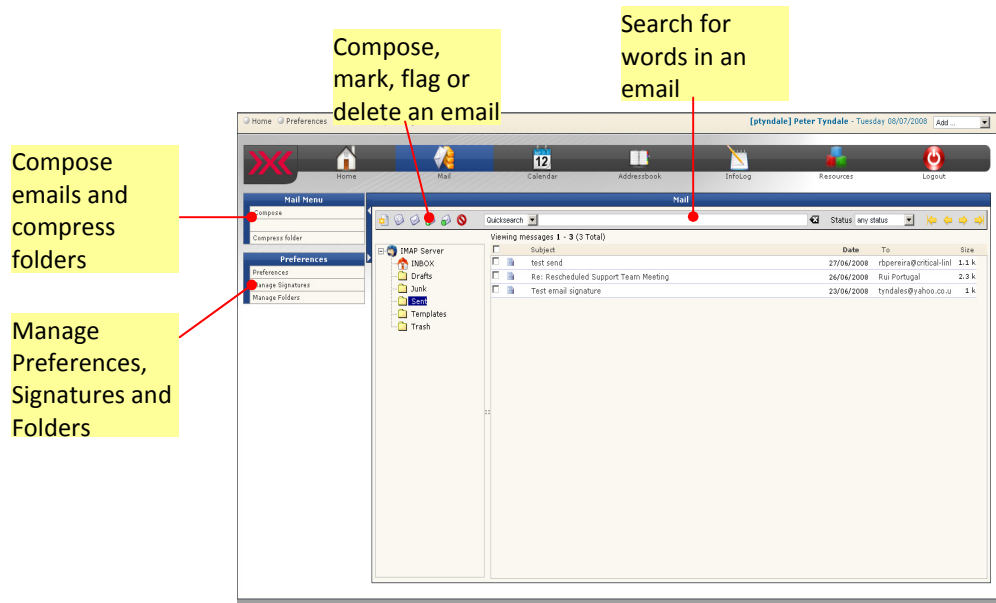 Compose,
mark, flag or
delete an email
Search for
words in an
email
Compose
emails and
compress
folders
Manage
Preferences,
Signatures and
Folders
Home Preferences
[ptyndale] Peter Tyndale - Tuesday 08/07/2008 Add ...
Home Mail 12 Calendar Addressbook InfoLog Resources Logout
Mail Menu
Compose
Compress folder
Preferences
Preferences
Manage Signatures
Manage Folders
Mail
Quicksearch Status any status
Viewing messages 1 - 3 (3 Total)
Subject Date To Size
test send 27/06/2008 rbpereira@critical-linl 1.1 k
Re: Rescheduled Support Team Meeting 26/06/2008 Rui Portugal 2.3 k
Test email signature 23/06/2008 tyndales@yahoo.co.u 1 k
IMAP Server
INBOX
Drafts
Junk
Sent
Templates
Trash